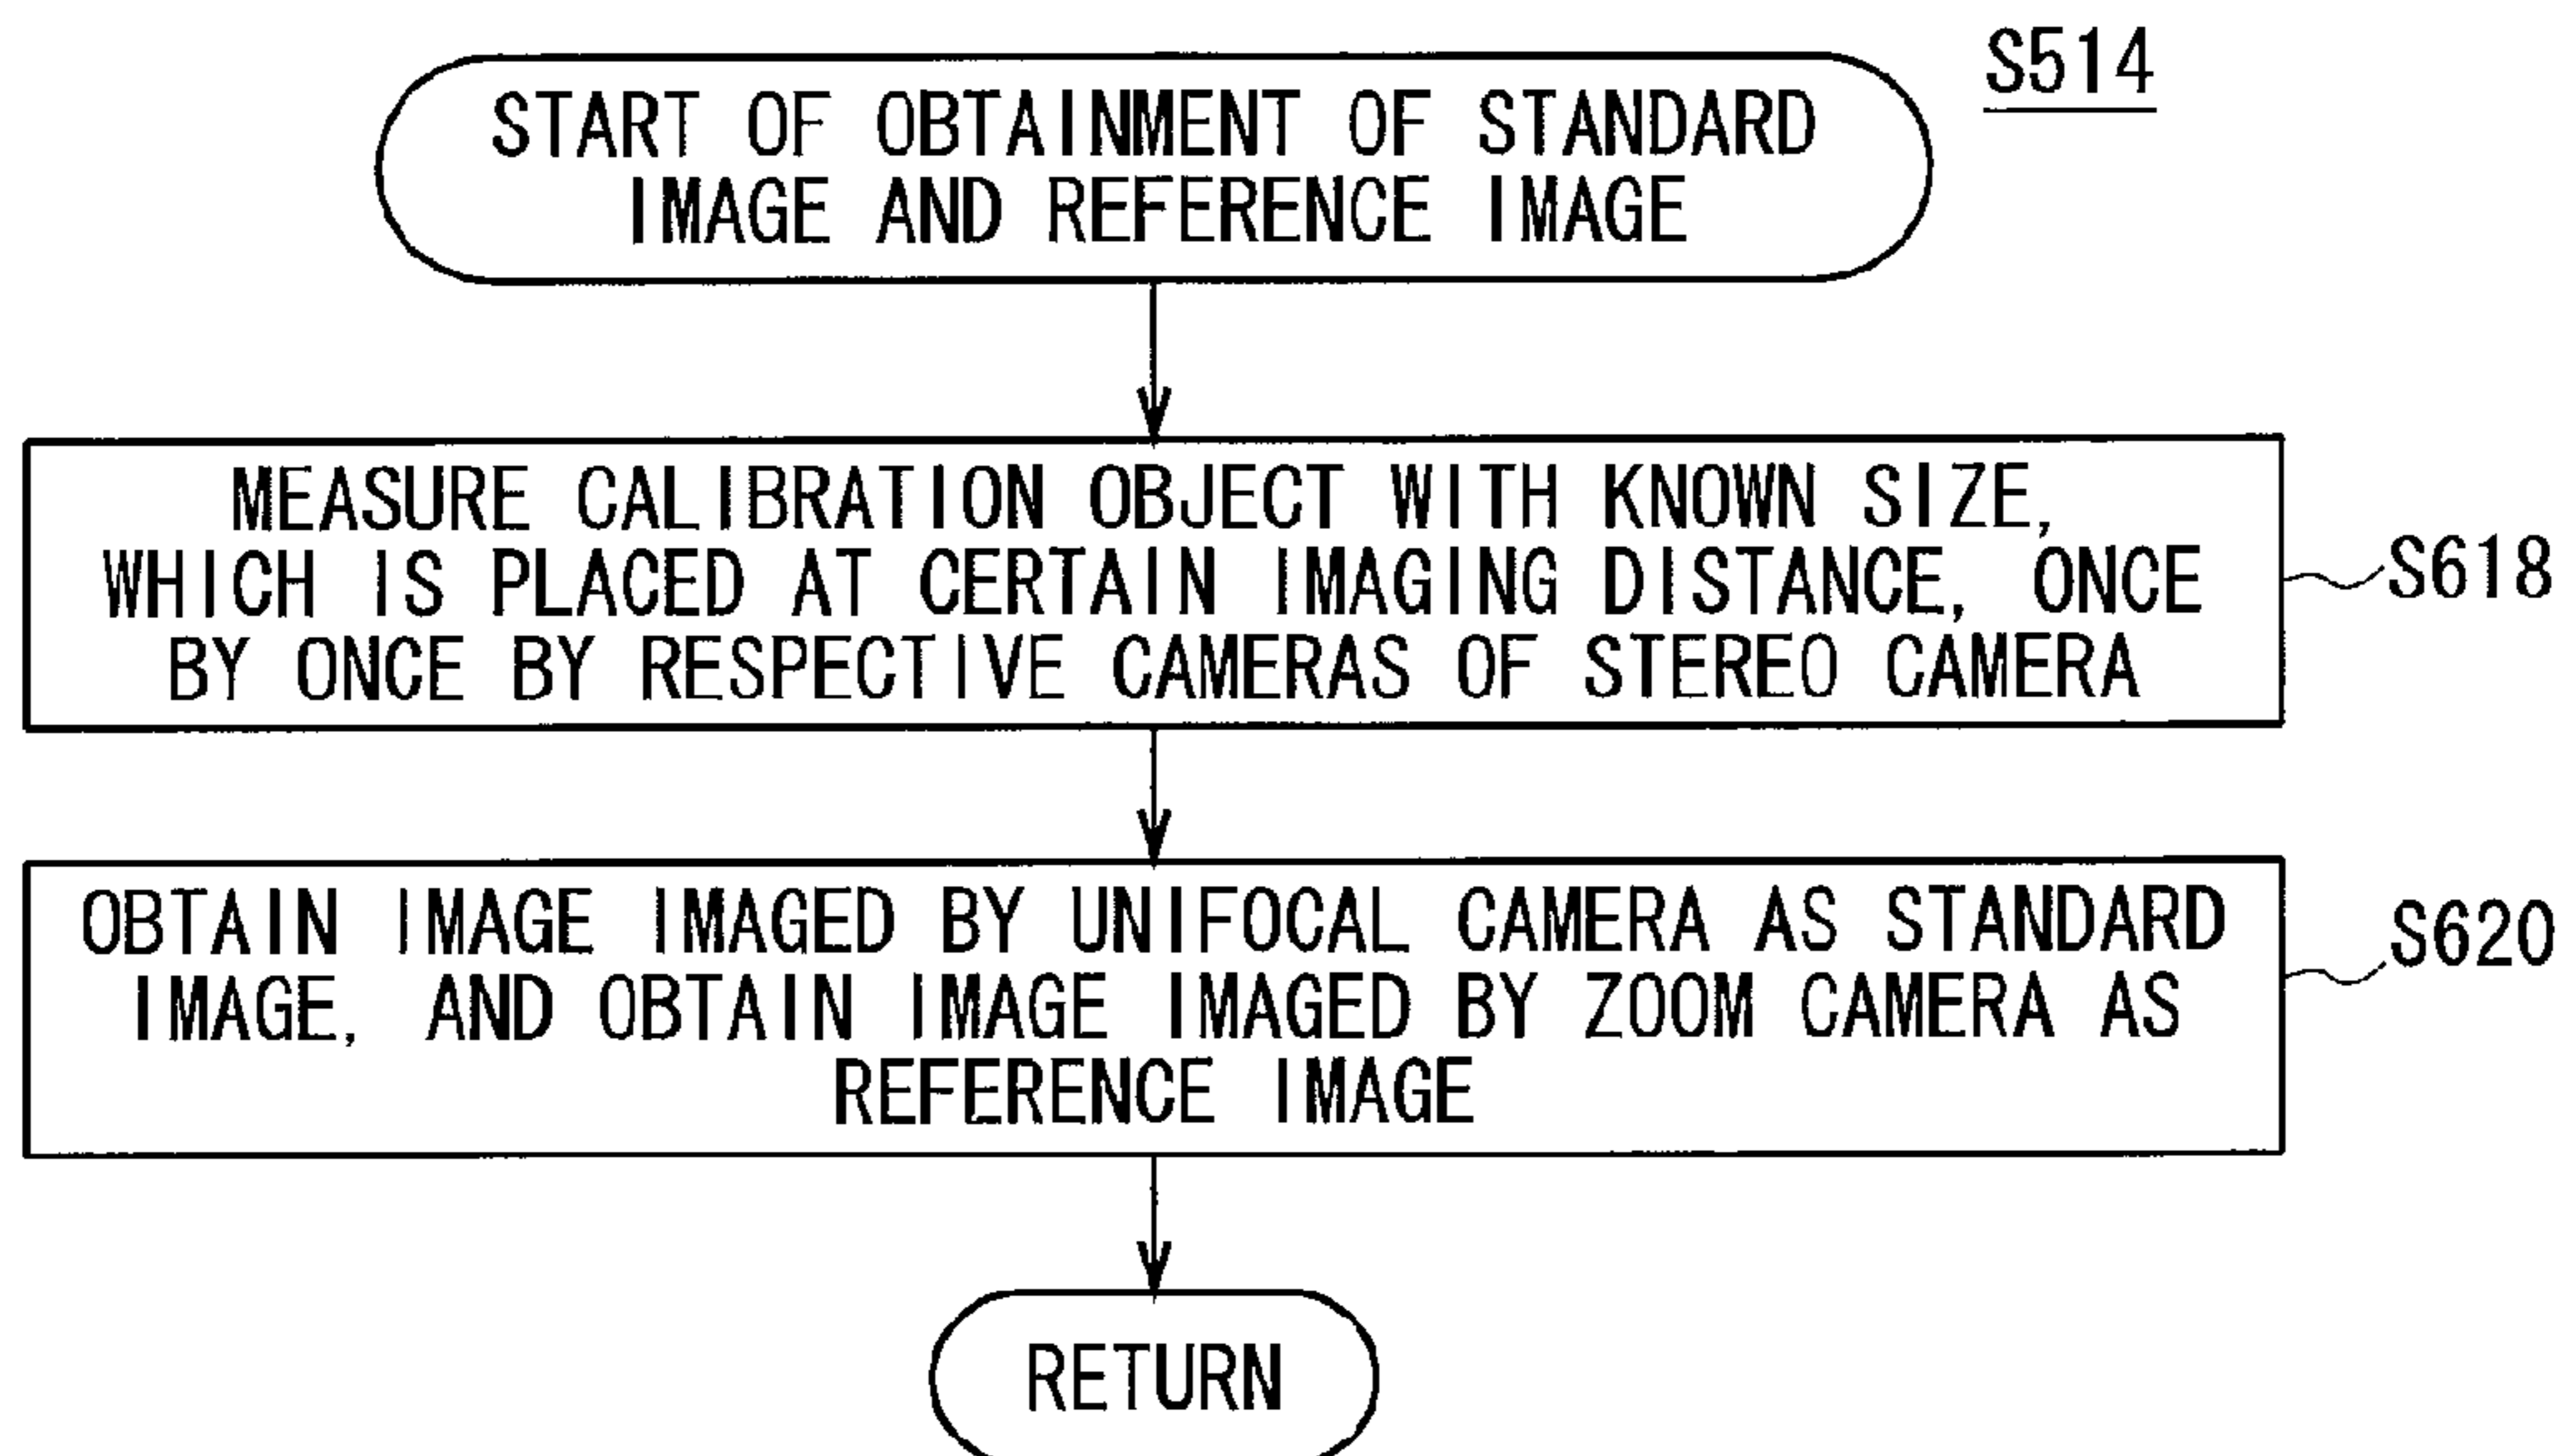 S514
START OF OBTAINMENT OF STANDARD
IMAGE AND REFERENCE IMAGE
MEASURE CALIBRATION OBJECT WITH KNOWN SIZE,
WHICH IS PLACED AT CERTAIN IMAGING DISTANCE, ONCE
BY ONCE BY RESPECTIVE CAMERAS OF STEREO CAMERA
S618
OBTAIN IMAGE IMAGED BY UNIFOCAL CAMERA AS STANDARD
IMAGE, AND OBTAIN IMAGE IMAGED BY ZOOM CAMERA AS
REFERENCE IMAGE
S620
RETURN